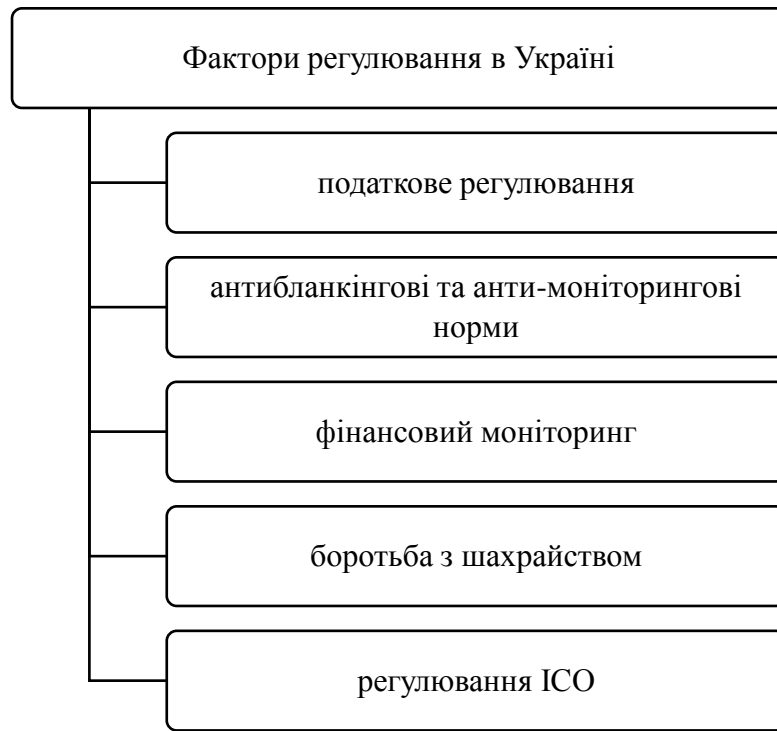 Фактори регулювання в Україні
податкове регулювання
антибланкінгові та анти-моніторингові
норми
фінансовий моніторинг
боротьба з шахрайством
регулювання ICO